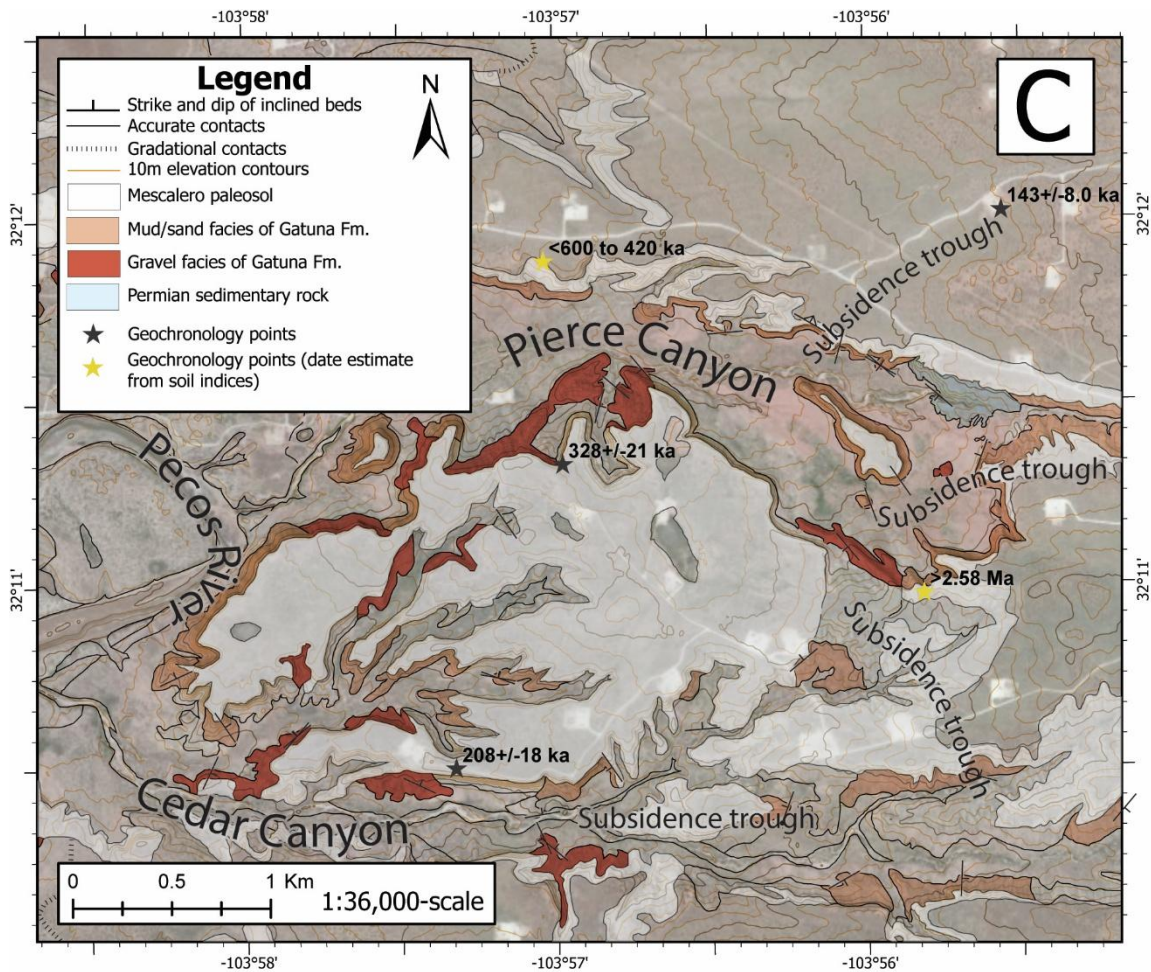 -103°58' -103°57' -103°56'
C
Legend
N
Strike and dip of inclined beds
Accurate contacts
Gradational contacts
10m elevation contours
Mescalero paleosol
Mud/sand facies of Gatuna Fm.
Gravel facies of Gatuna Fm.
Permian sedimentary rock
Geochronology points
Geochronology points (date estimate
from soil indices)
143+/-8.0 ka
32°12' 32°12'
<600 to 420 ka
Subsidence trough
Pierce Canyon
328+/-21 ka
Subsidence trough
Pecos River
32°11' 32°11'
>2.58 Ma
Subsidence trough
208+/-18 ka
Cedar Canyon
Subsidence trough
0 0.5 1 Km
1:36,000-scale
-103°58' -103°57' -103°56'